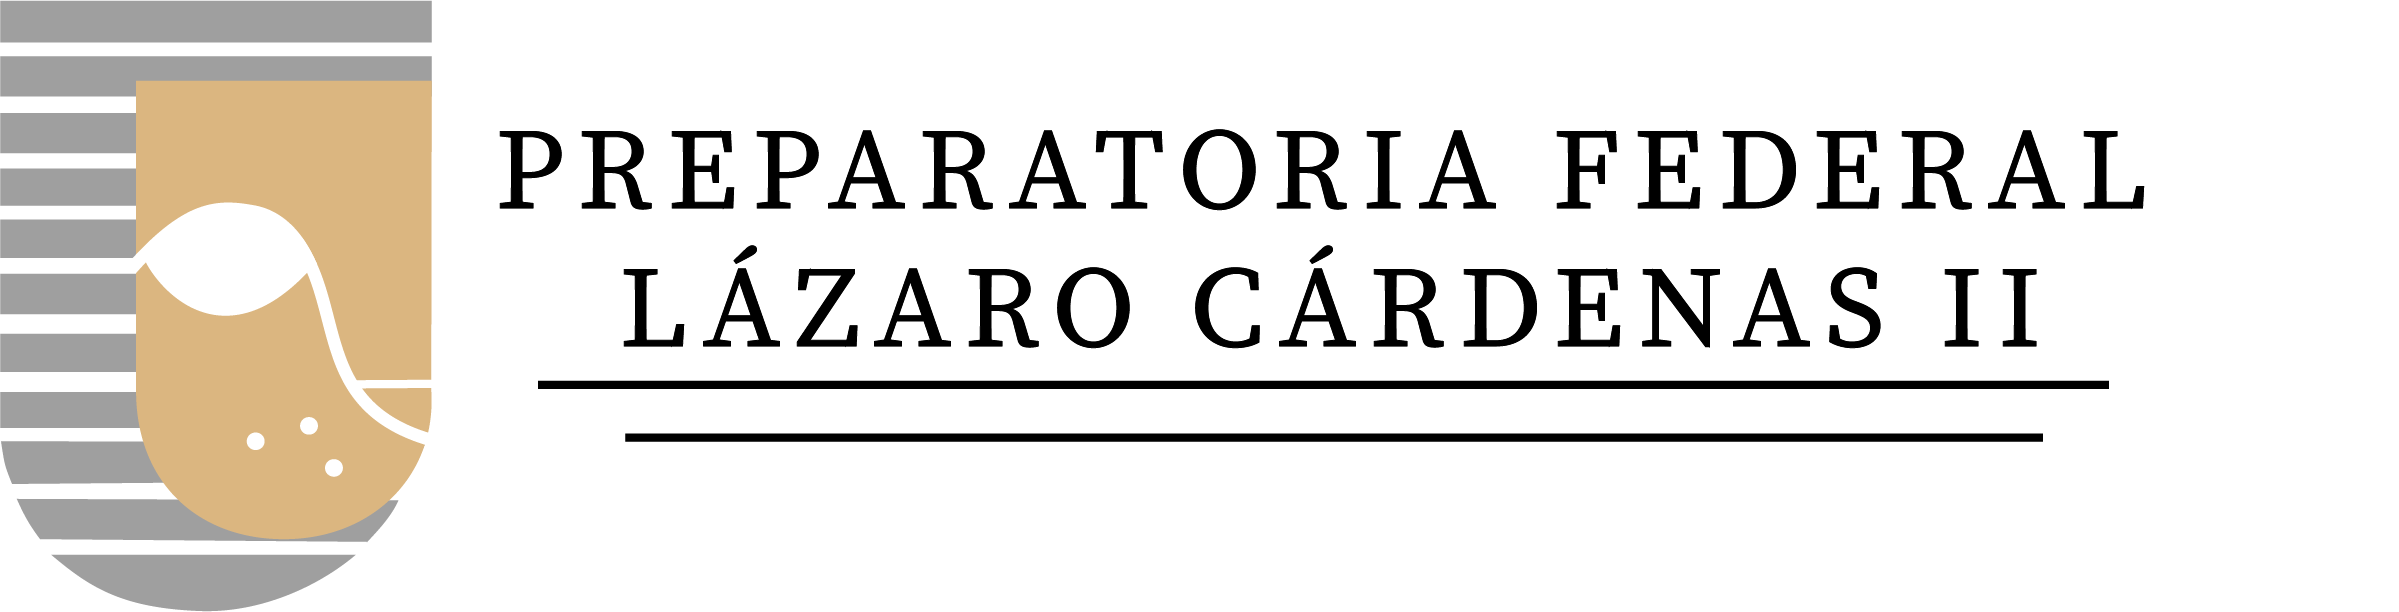 PREPARATORIA FEDERAL
LÁZARO CÁRDENAS II